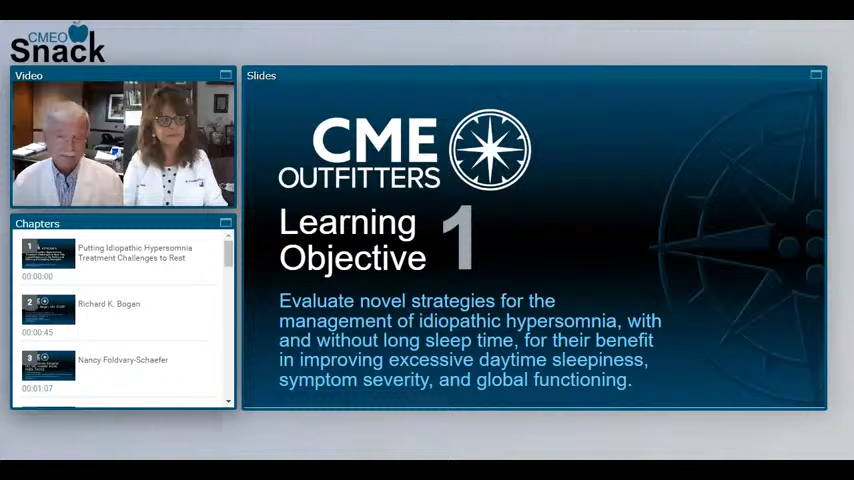 CMEO
Snack
Video
Slides
CME
OUTFITTERS
Learning
Objective
1
Evaluate novel strategies for the
management of idiopathic hypersomnia, with
and without long sleep time, for their benefit
in improving excessive daytime sleepiness,
symptom severity, and global functioning.
Chapters
1
Putting Idiopathic Hypersomnia
Treatment Challenges to Rest
00:00:00
2
Richard K. Bogan
00:00:45
3
Nancy Foldvary-Schaefer
00:01:07